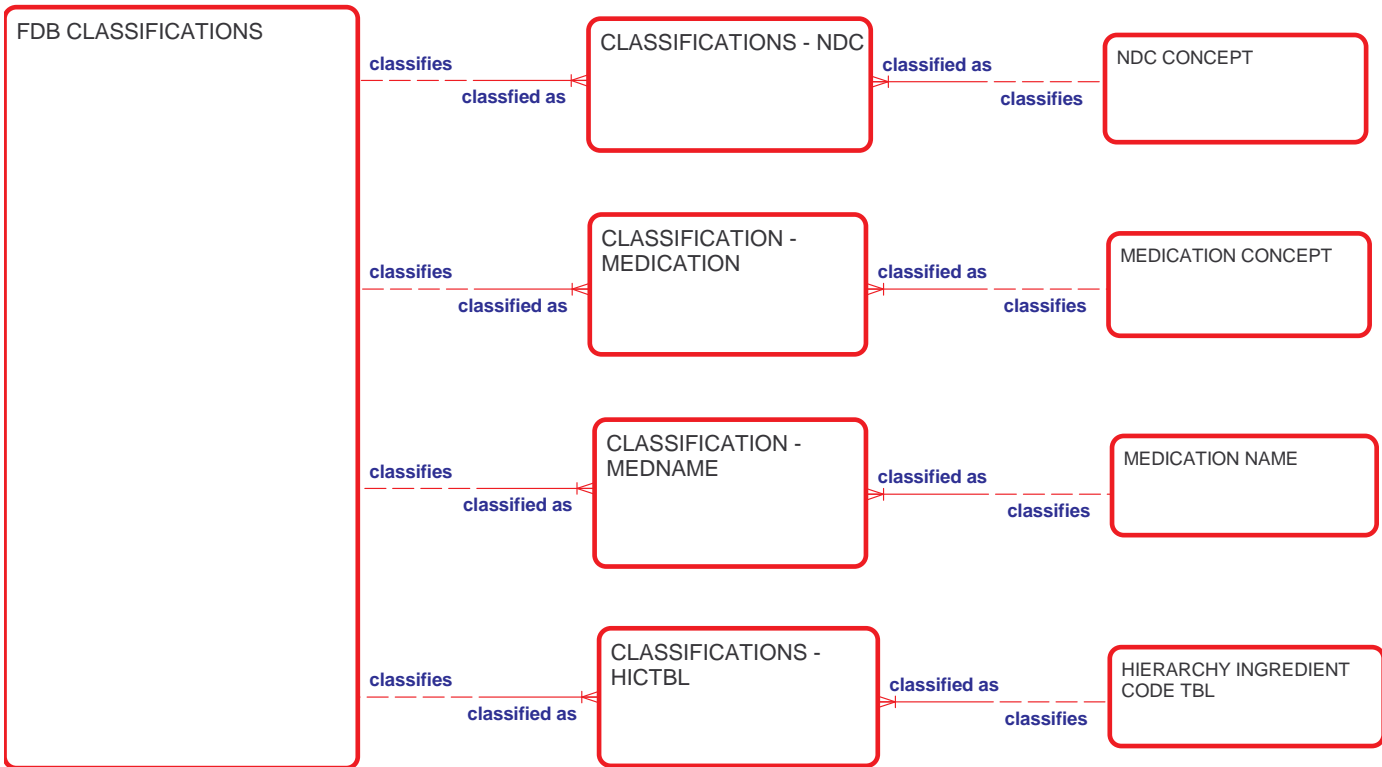 FDB CLASSIFICATIONS
classifies
classfied as
CLASSIFICATIONS - NDC
classified as
classifies
NDC CONCEPT
classifies
classified as
CLASSIFICATION -
MEDICATION
classified as
classifies
MEDICATION CONCEPT
classifies
classified as
CLASSIFICATION -
MEDNAME
classified as
classifies
MEDICATION NAME
classifies
classified as
CLASSIFICATIONS -
HICTBL
classified as
classifies
HIERARCHY INGREDIENT
CODE TBL